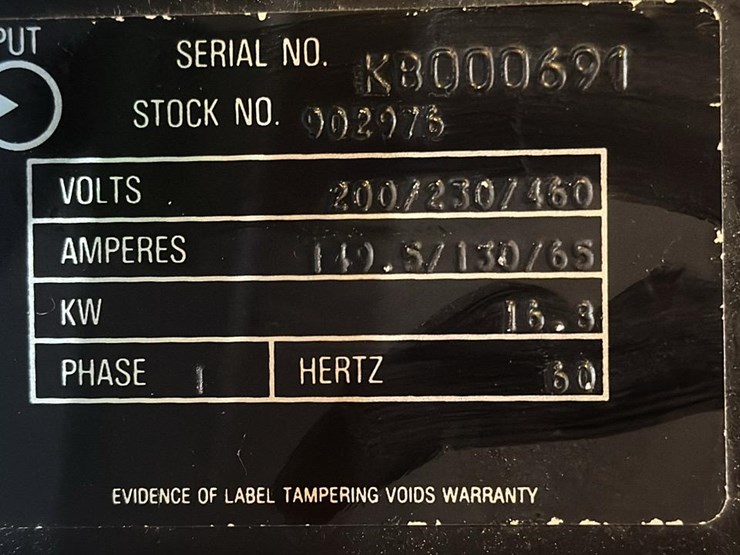 PUT
SERIAL NO. KB000691
STOCK NO. 902976
VOLTS 200/230/460
AMPERES 149.5/130/65
KW 16.3
PHASE 1 HERTZ 60
EVIDENCE OF LABEL TAMPERING VOIDS WARRANTY